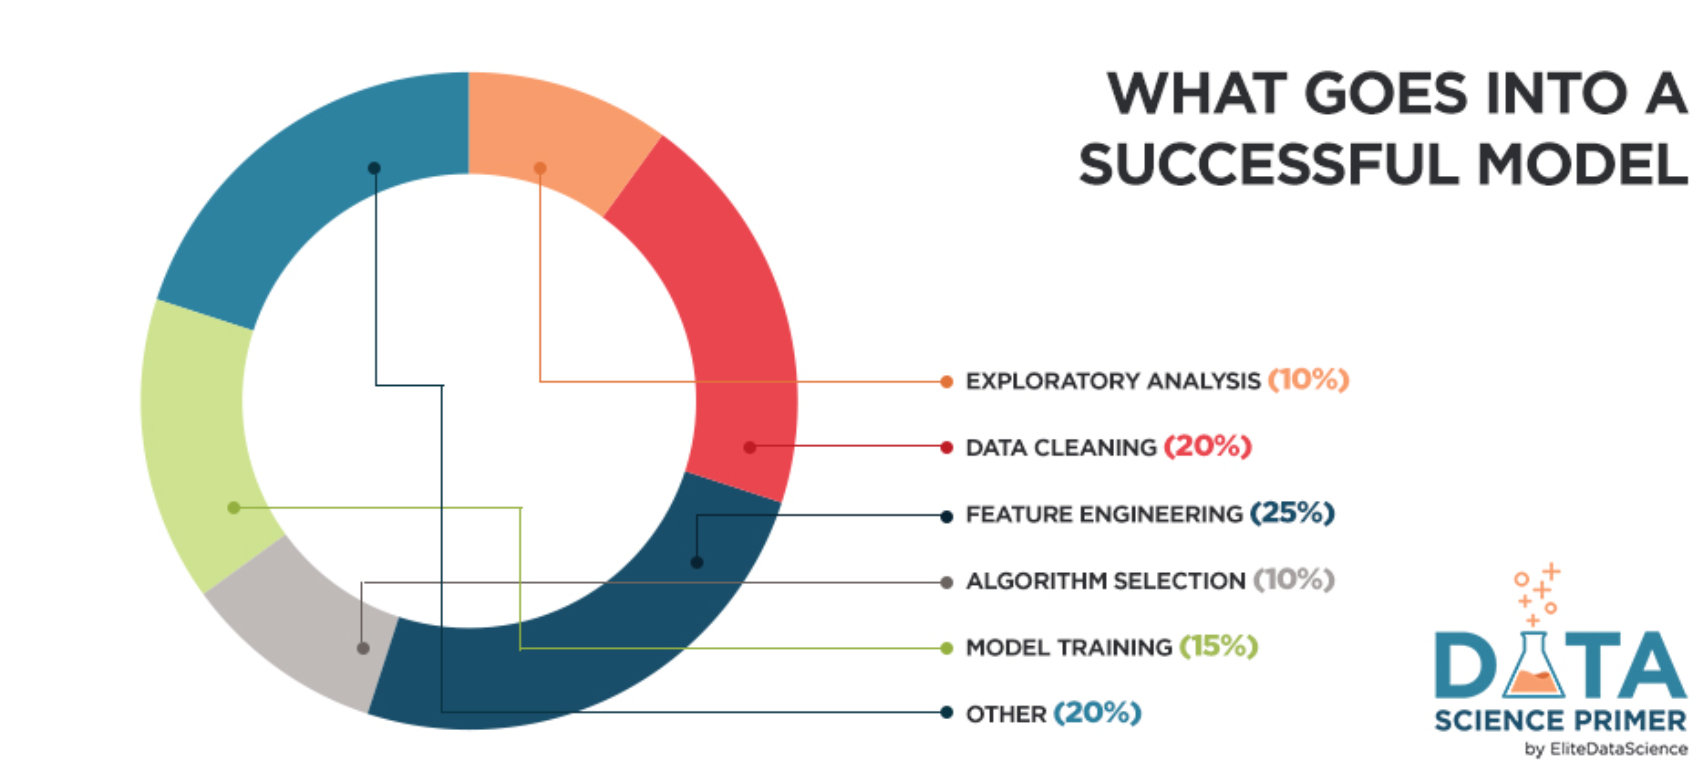 WHAT GOES INTO A
SUCCESSFUL MODEL
EXPLORATORY ANALYSIS (10%)
DATA CLEANING (20%)
FEATURE ENGINEERING (25%)
ALGORITHM SELECTION (10%)
MODEL TRAINING (15%)
OTHER (20%)
DATA
SCIENCE PRIMER
by EliteDataScience